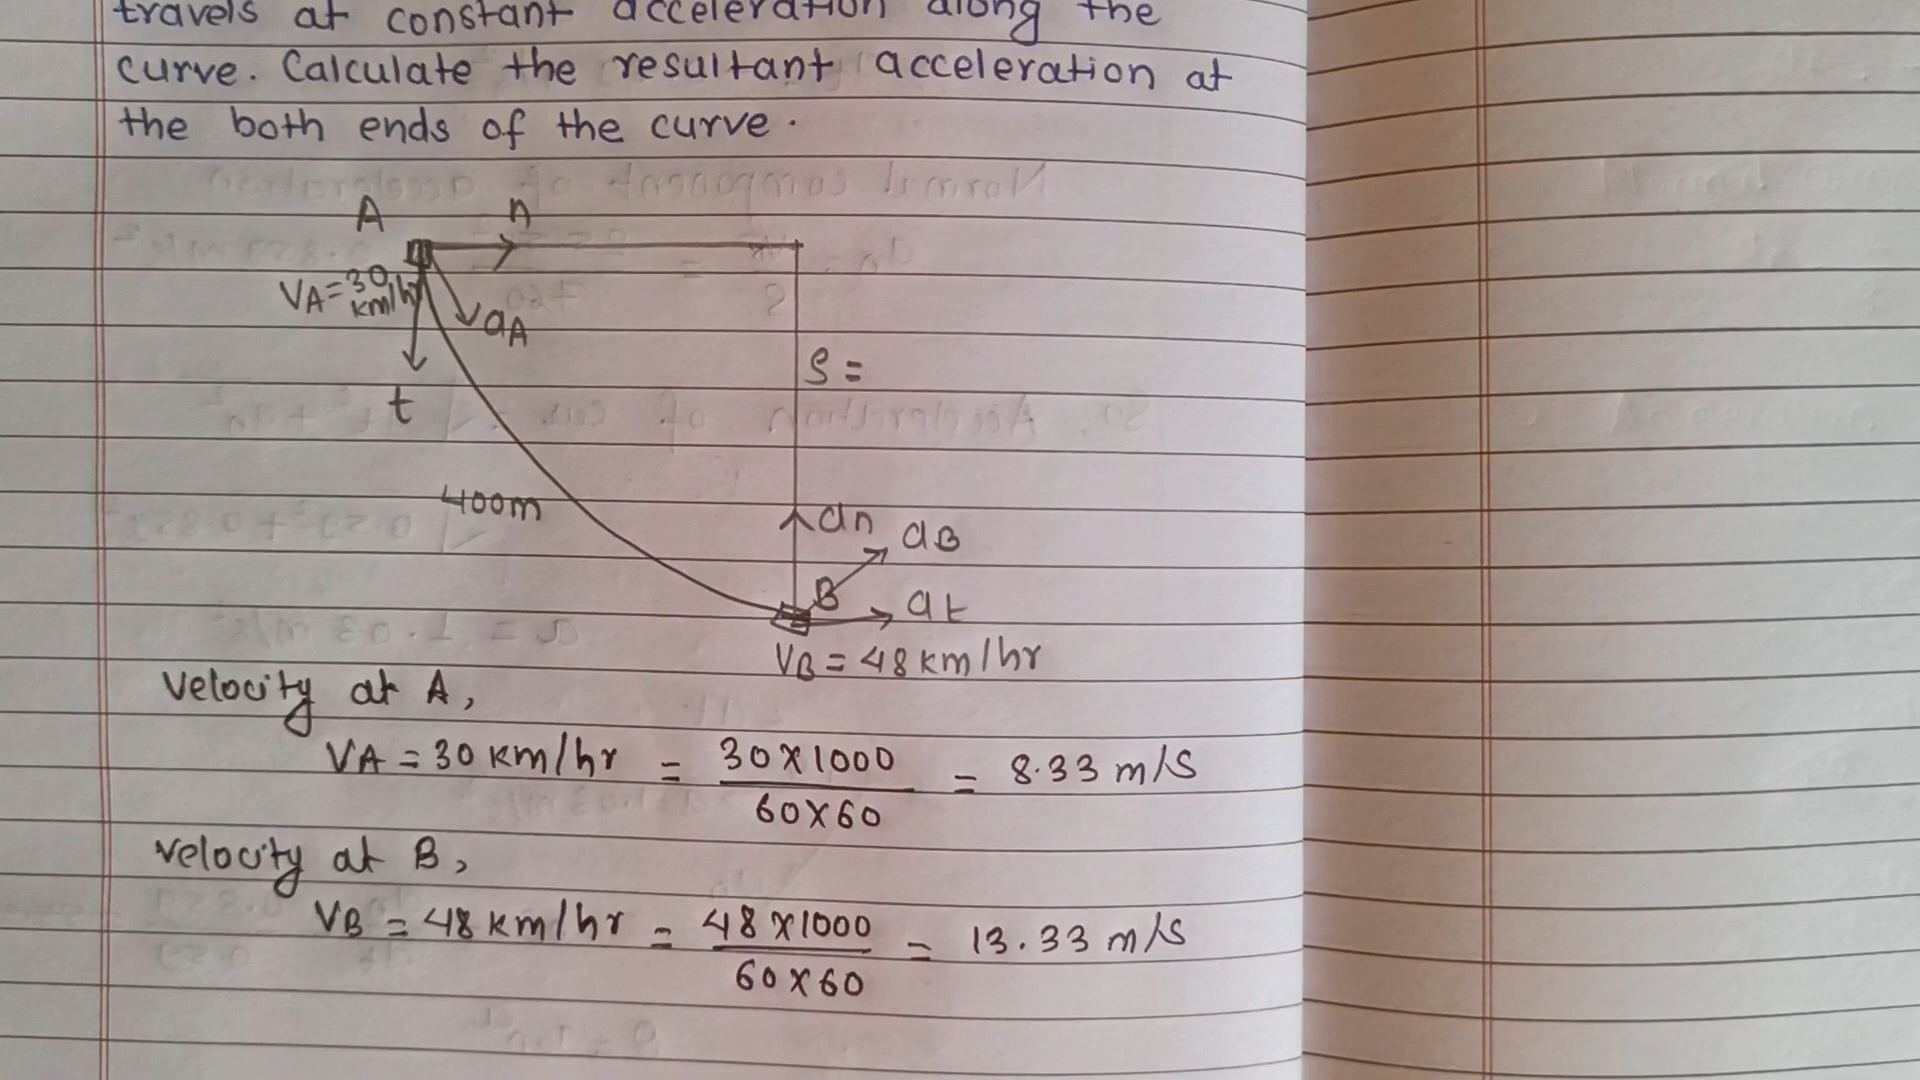 travels at constant acceleration along the
curve. Calculate the resultant acceleration at
the both ends of the curve.
A n
VA=30 km/hr
aA
t
S =
400m
an
aB
B
at
VB = 48 km/hr
Velocity at A,
VA = 30 km/hr = 30×1000 / 60×60 = 8.33 m/s
Velocity at B,
VB = 48 km/hr = 48×1000 / 60×60 = 13.33 m/s